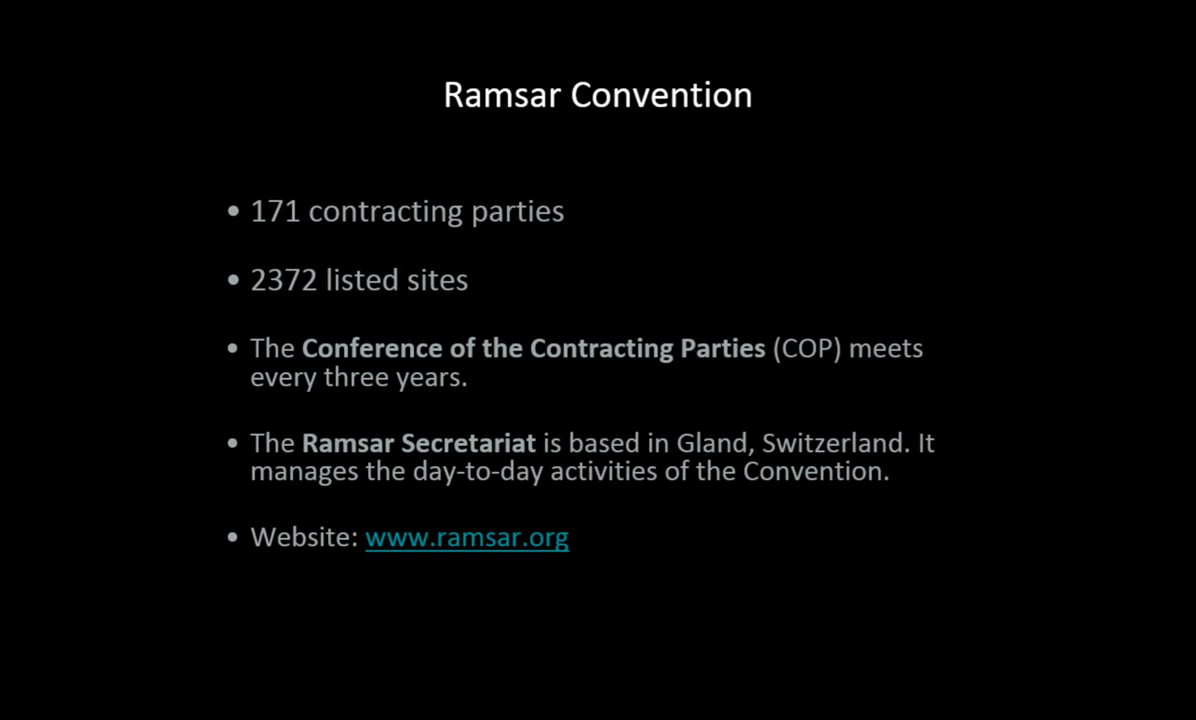 Ramsar Convention
• 171 contracting parties
• 2372 listed sites
• The Conference of the Contracting Parties (COP) meets
every three years.
• The Ramsar Secretariat is based in Gland, Switzerland. It
manages the day-to-day activities of the Convention.
• Website: www.ramsar.org